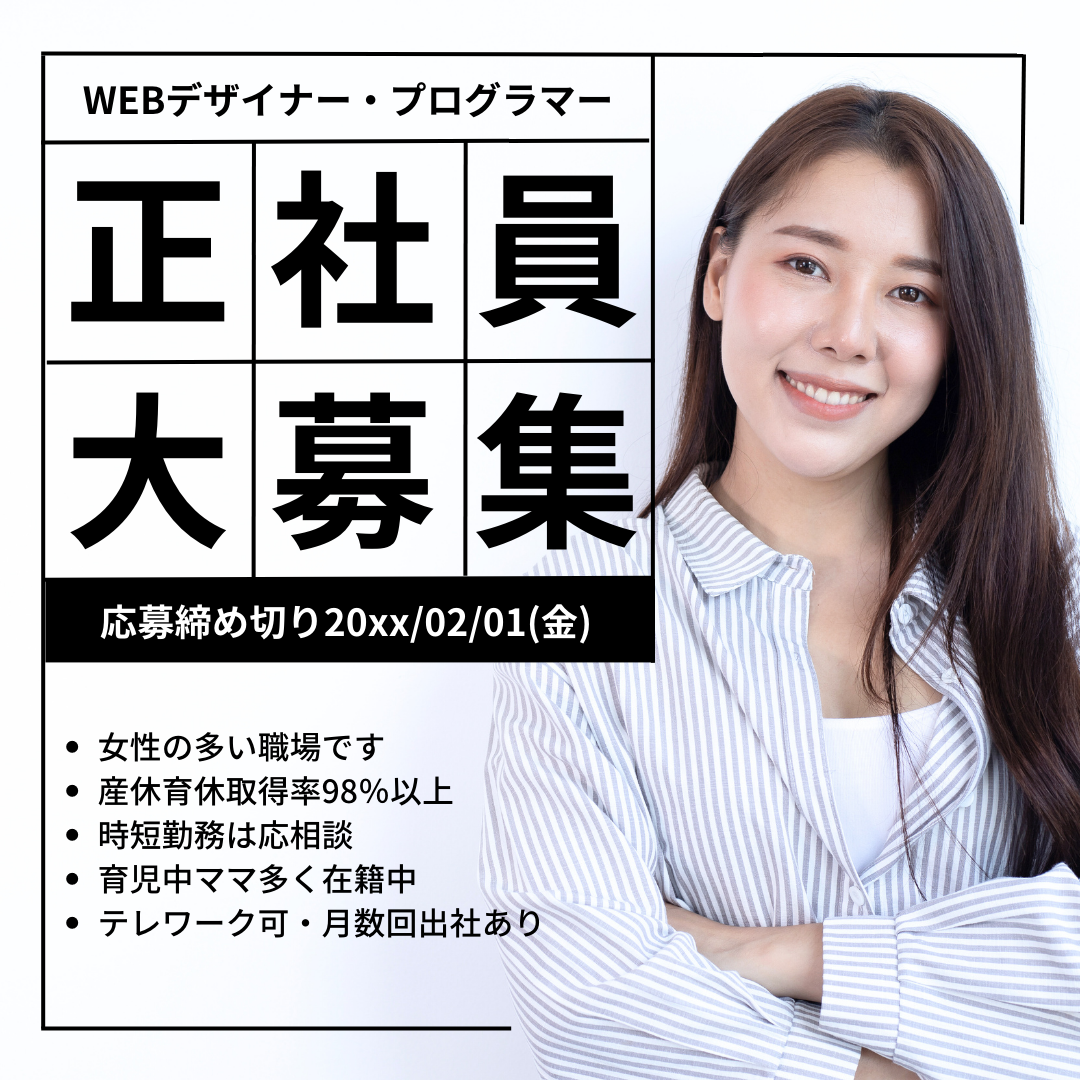 WEBデザイナー・プログラマー
正社員
大募集
応募締め切り20xx/02/01(金)
• 女性の多い職場です
• 産休育休取得率98%以上
• 時短勤務は応相談
• 育児中ママ多く在籍中
• テレワーク可・月数回出社あり